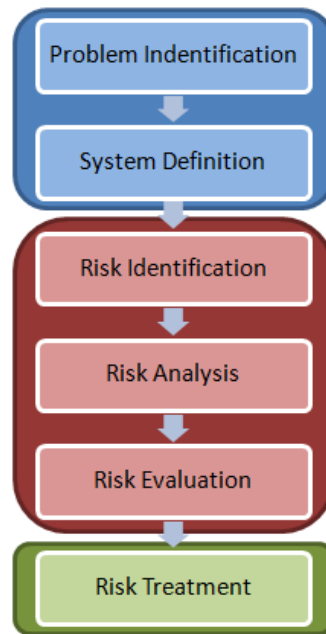 Problem Indentification
System Definition
Risk Identification
Risk Analysis
Risk Evaluation
Risk Treatment